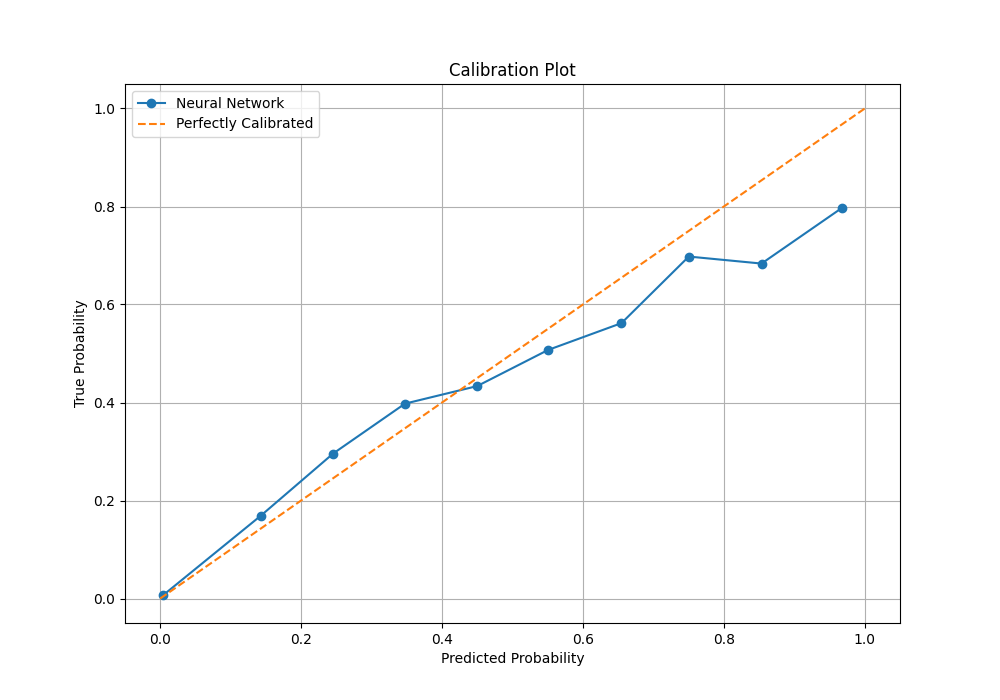 Calibration Plot
Neural Network
Perfectly Calibrated
1.0
0.8
0.6
0.4
0.2
0.0
True Probability
0.0 0.2 0.4 0.6 0.8 1.0
Predicted Probability